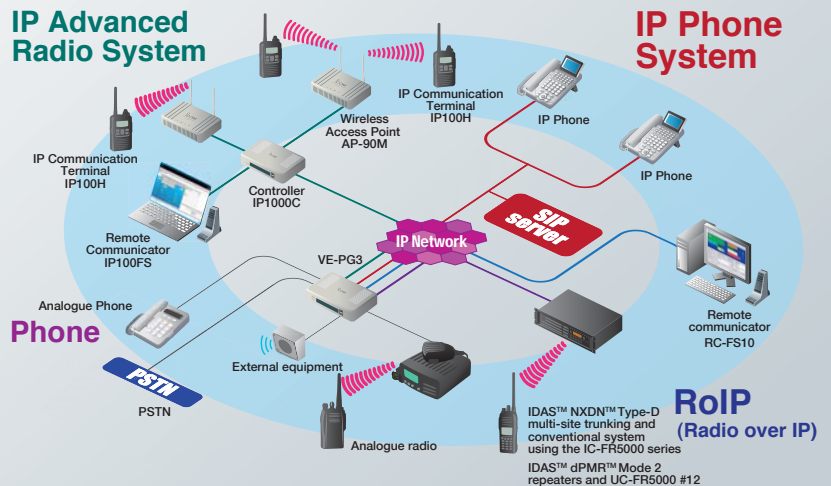 IP Advanced
Radio System
IP Phone
System
IP Communication
Terminal
IP100H
Wireless
Access Point
AP-90M
IP Phone
IP Communication
Terminal
IP100H
IP Phone
Controller
IP1000C
SIP
server
Remote
Communicator
IP100FS
IP Network
VE-PG3
Analogue Phone
Phone
Remote
communicator
RC-FS10
External equipment
PSTN
PSTN
Analogue radio
RoIP
(Radio over IP)
IDAS™ NXDN™ Type-D
multi-site trunking and
conventional system
using the IC-FR5000 series
IDAS™ dPMR™ Mode 2
repeaters and UC-FR5000 #12